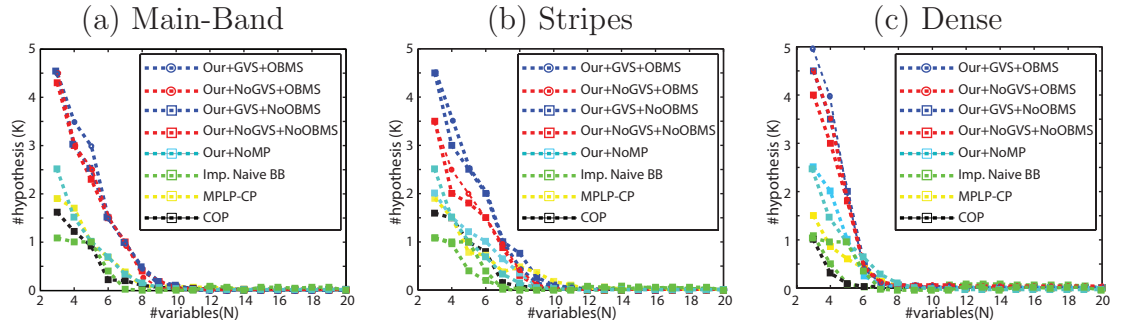 (a) Main-Band
(b) Stripes
(c) Dense
#hypothesis (K)
5
4
3
2
1
0
2 4 6 8 10 12 14 16 18 20
#variables(N)
Our+GVS+OBMS
Our+NoGVS+OBMS
Our+GVS+NoOBMS
Our+NoGVS+NoOBMS
Our+NoMP
Imp. Naive BB
MPLP-CP
COP
#hypothesis (K)
5
4
3
2
1
0
2 4 6 8 10 12 14 16 18 20
#variables(N)
Our+GVS+OBMS
Our+NoGVS+OBMS
Our+GVS+NoOBMS
Our+NoGVS+NoOBMS
Our+NoMP
Imp. Naive BB
MPLP-CP
COP
#hypothesis (K)
5
4
3
2
1
0
2 4 6 8 10 12 14 16 18 20
#variables(N)
Our+GVS+OBMS
Our+NoGVS+OBMS
Our+GVS+NoOBMS
Our+NoGVS+NoOBMS
Our+NoMP
Imp. Naive BB
MPLP-CP
COP